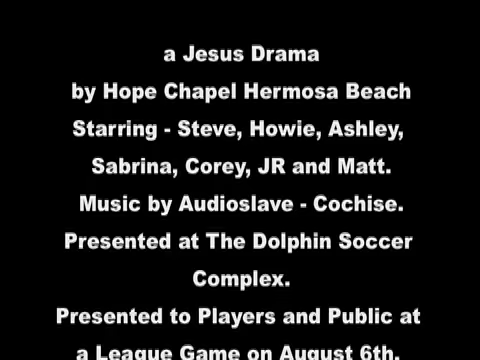 a Jesus Drama
by Hope Chapel Hermosa Beach
Starring - Steve, Howie, Ashley,
Sabrina, Corey, JR and Matt.
Music by Audioslave - Cochise.
Presented at The Dolphin Soccer
Complex.
Presented to Players and Public at
a League Game on August 6th.